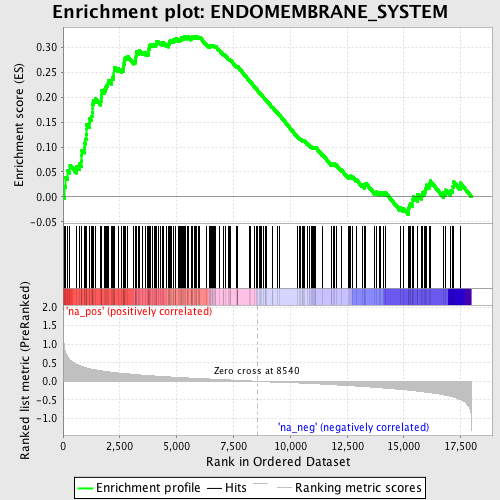 Enrichment plot: ENDOMEMBRANE_SYSTEM
Enrichment score (ES)
0.30
0.25
0.20
0.15
0.10
0.05
0.00
-0.05
'na_pos' (positively correlated)
Ranked list metric (PreRanked)
2.0
1.5
1.0
0.5
0.0
-0.5
-1.0
Zero cross at 8540
'na_neg' (negatively correlated)
0
2,500
5,000
7,500
10,000
12,500
15,000
17,500
Rank in Ordered Dataset
Enrichment profile
Hits
Ranking metric scores